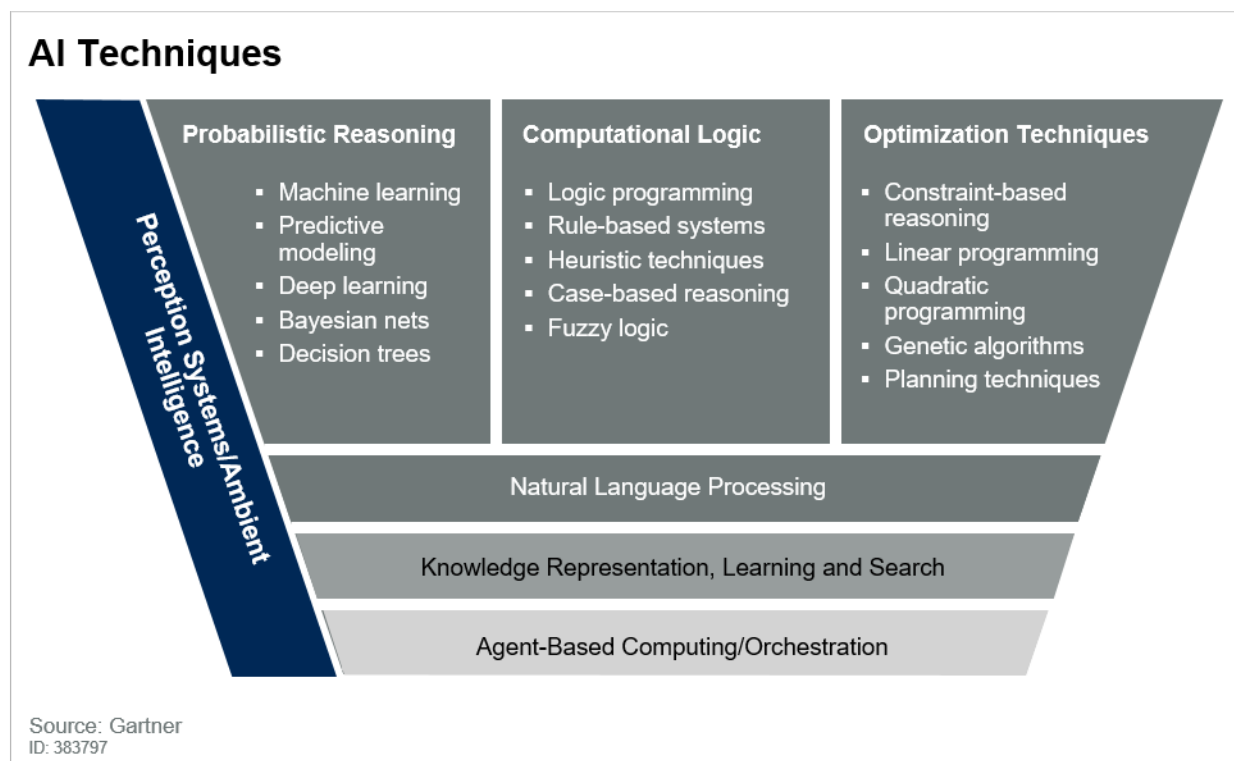 AI Techniques
Perception Systems/Ambient
Intelligence
Probabilistic Reasoning
▪ Machine learning
▪ Predictive
modeling
▪ Deep learning
▪ Bayesian nets
▪ Decision trees
Computational Logic
▪ Logic programming
▪ Rule-based systems
▪ Heuristic techniques
▪ Case-based reasoning
▪ Fuzzy logic
Optimization Techniques
▪ Constraint-based
reasoning
▪ Linear programming
▪ Quadratic
programming
▪ Genetic algorithms
▪ Planning techniques
Natural Language Processing
Knowledge Representation, Learning and Search
Agent-Based Computing/Orchestration
Source: Gartner
ID: 383797